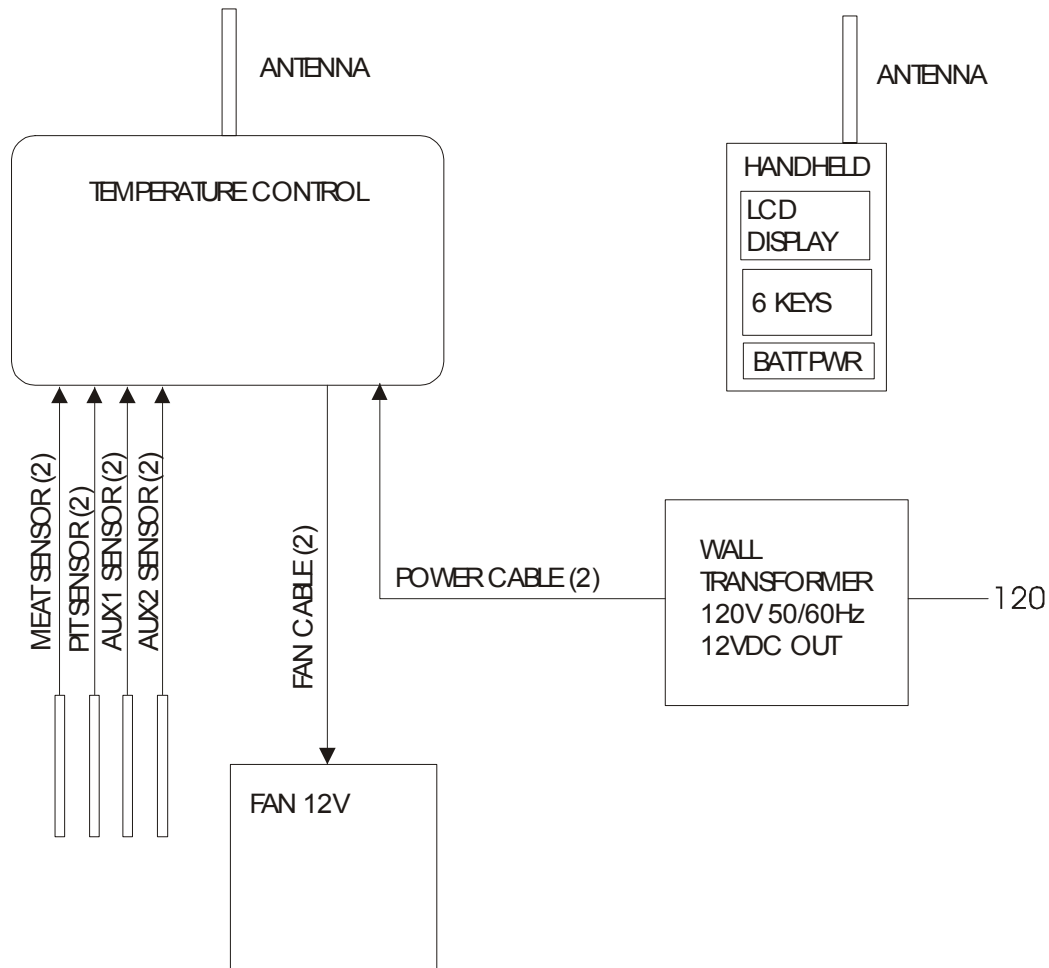 ANTENNA
ANTENNA
TEMPERATURE CONTROL
HANDHELD
LCD
DISPLAY
6 KEYS
BATT PWR
MEAT SENSOR (2)
PIT SENSOR (2)
AUX1 SENSOR (2)
AUX2 SENSOR (2)
FAN CABLE (2)
POWER CABLE (2)
WALL
TRANSFORMER
120V 50/60Hz
12VDC OUT
120
FAN 12V